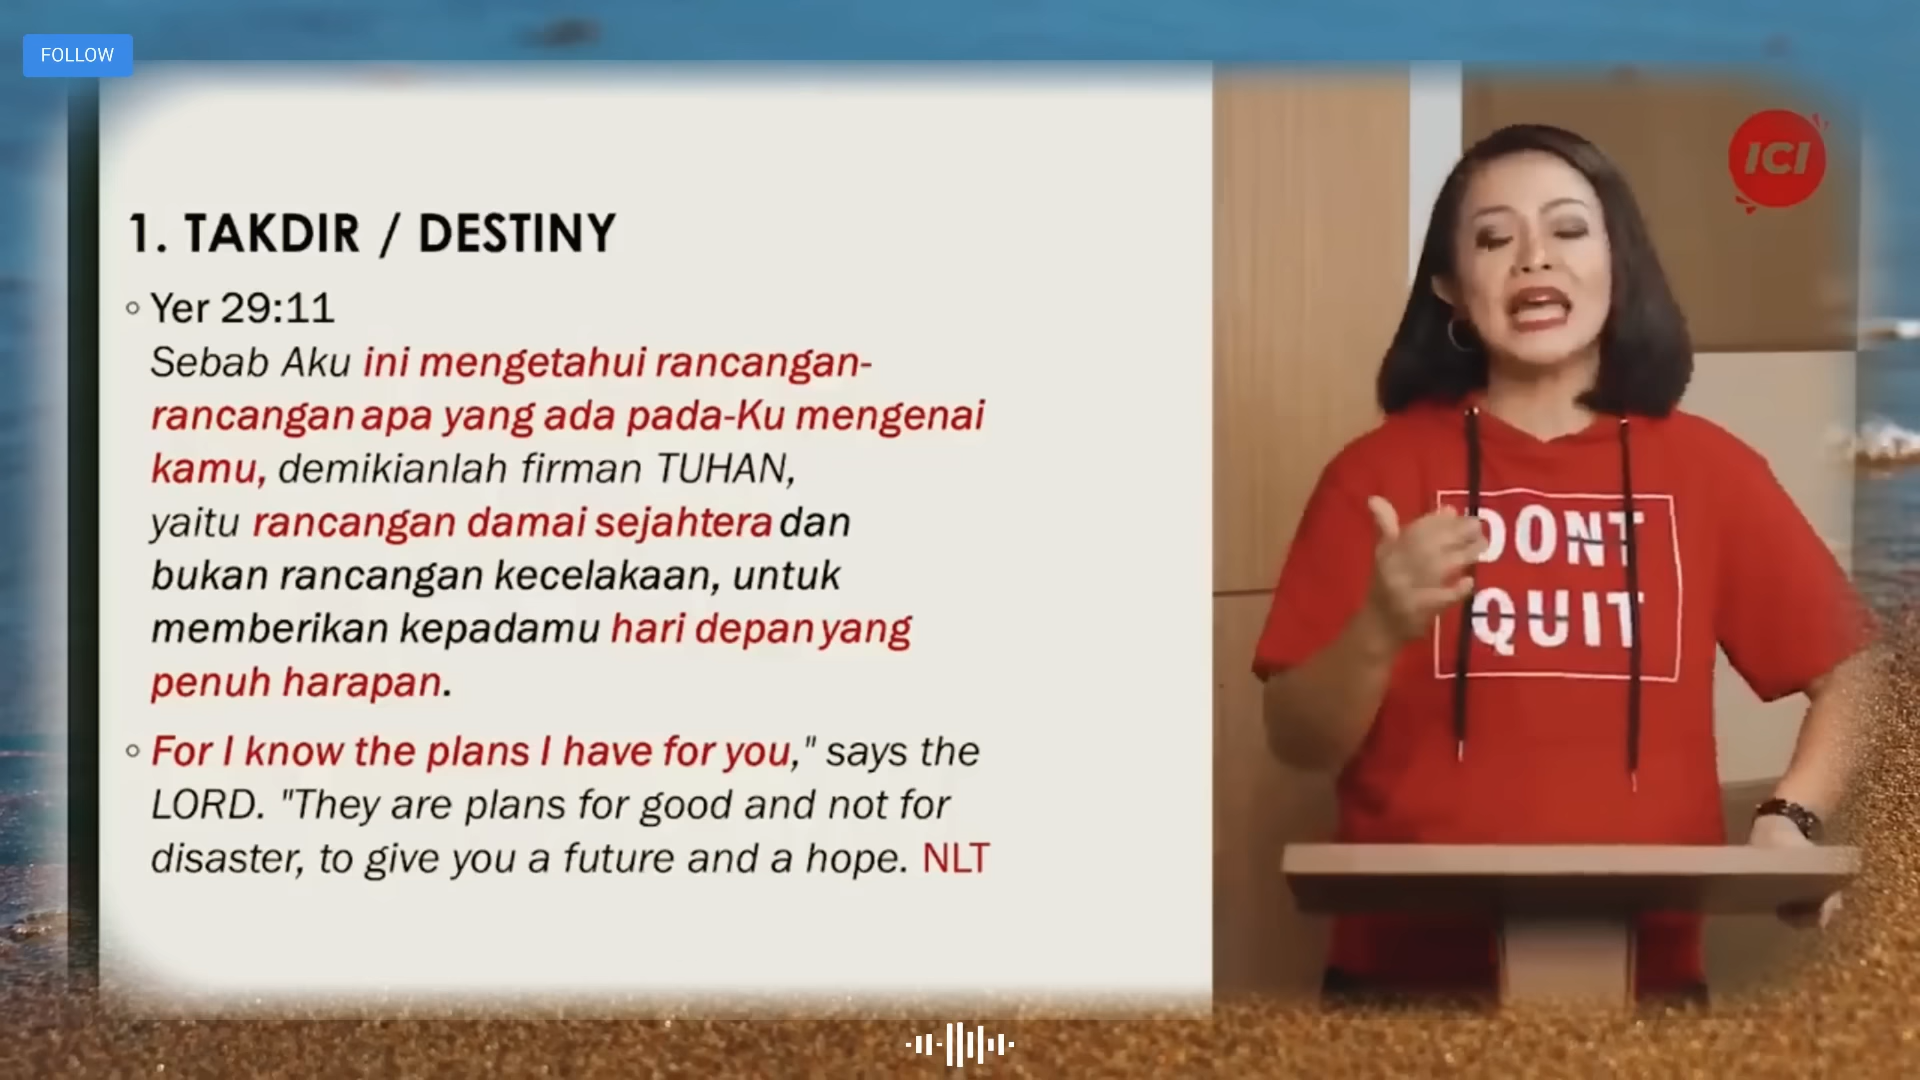 FOLLOW
1. TAKDIR / DESTINY
Yer 29:11
Sebab Aku ini mengetahui rancangan-
rancangan apa yang ada pada-Ku mengenai
kamu, demikianlah firman TUHAN,
yaitu rancangan damai sejahtera dan
bukan rancangan kecelakaan, untuk
memberikan kepadamu hari depan yang
penuh harapan.
For I know the plans I have for you," says the
LORD. "They are plans for good and not for
disaster, to give you a future and a hope. NLT
ICI
DONT
QUIT